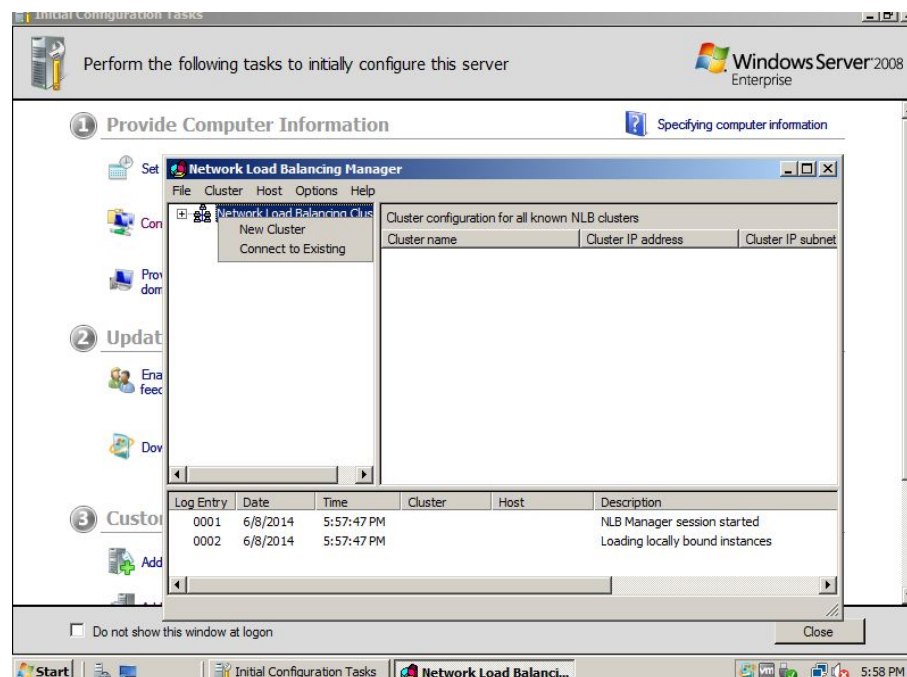 Initial Configuration Tasks
Perform the following tasks to initially configure this server
Windows Server 2008
Enterprise
1 Provide Computer Information
Specifying computer information
Set
Network Load Balancing Manager
File Cluster Host Options Help
Network Load Balancing Clus
Cluster configuration for all known NLB clusters
New Cluster
Connect to Existing
Cluster name Cluster IP address Cluster IP subnet
Con
Prov
dom
2 Updat
Ena
feed
Dow
Log Entry Date Time Cluster Host Description
0001 6/8/2014 5:57:47 PM NLB Manager session started
0002 6/8/2014 5:57:47 PM Loading locally bound instances
3 Custo
Add
Do not show this window at logon
Close
Start Initial Configuration Tasks Network Load Balanci... 5:58 PM